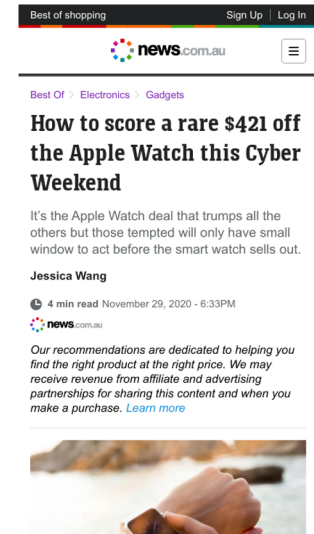 Best of shopping Sign Up | Log In
news.com.au
Best Of > Electronics > Gadgets
How to score a rare $421 off
the Apple Watch this Cyber
Weekend
It's the Apple Watch deal that trumps all the
others but those tempted will only have small
window to act before the smart watch sells out.
Jessica Wang
4 min read November 29, 2020 - 6:33PM
news.com.au
Our recommendations are dedicated to helping you
find the right product at the right price. We may
receive revenue from affiliate and advertising
partnerships for sharing this content and when you
make a purchase. Learn more